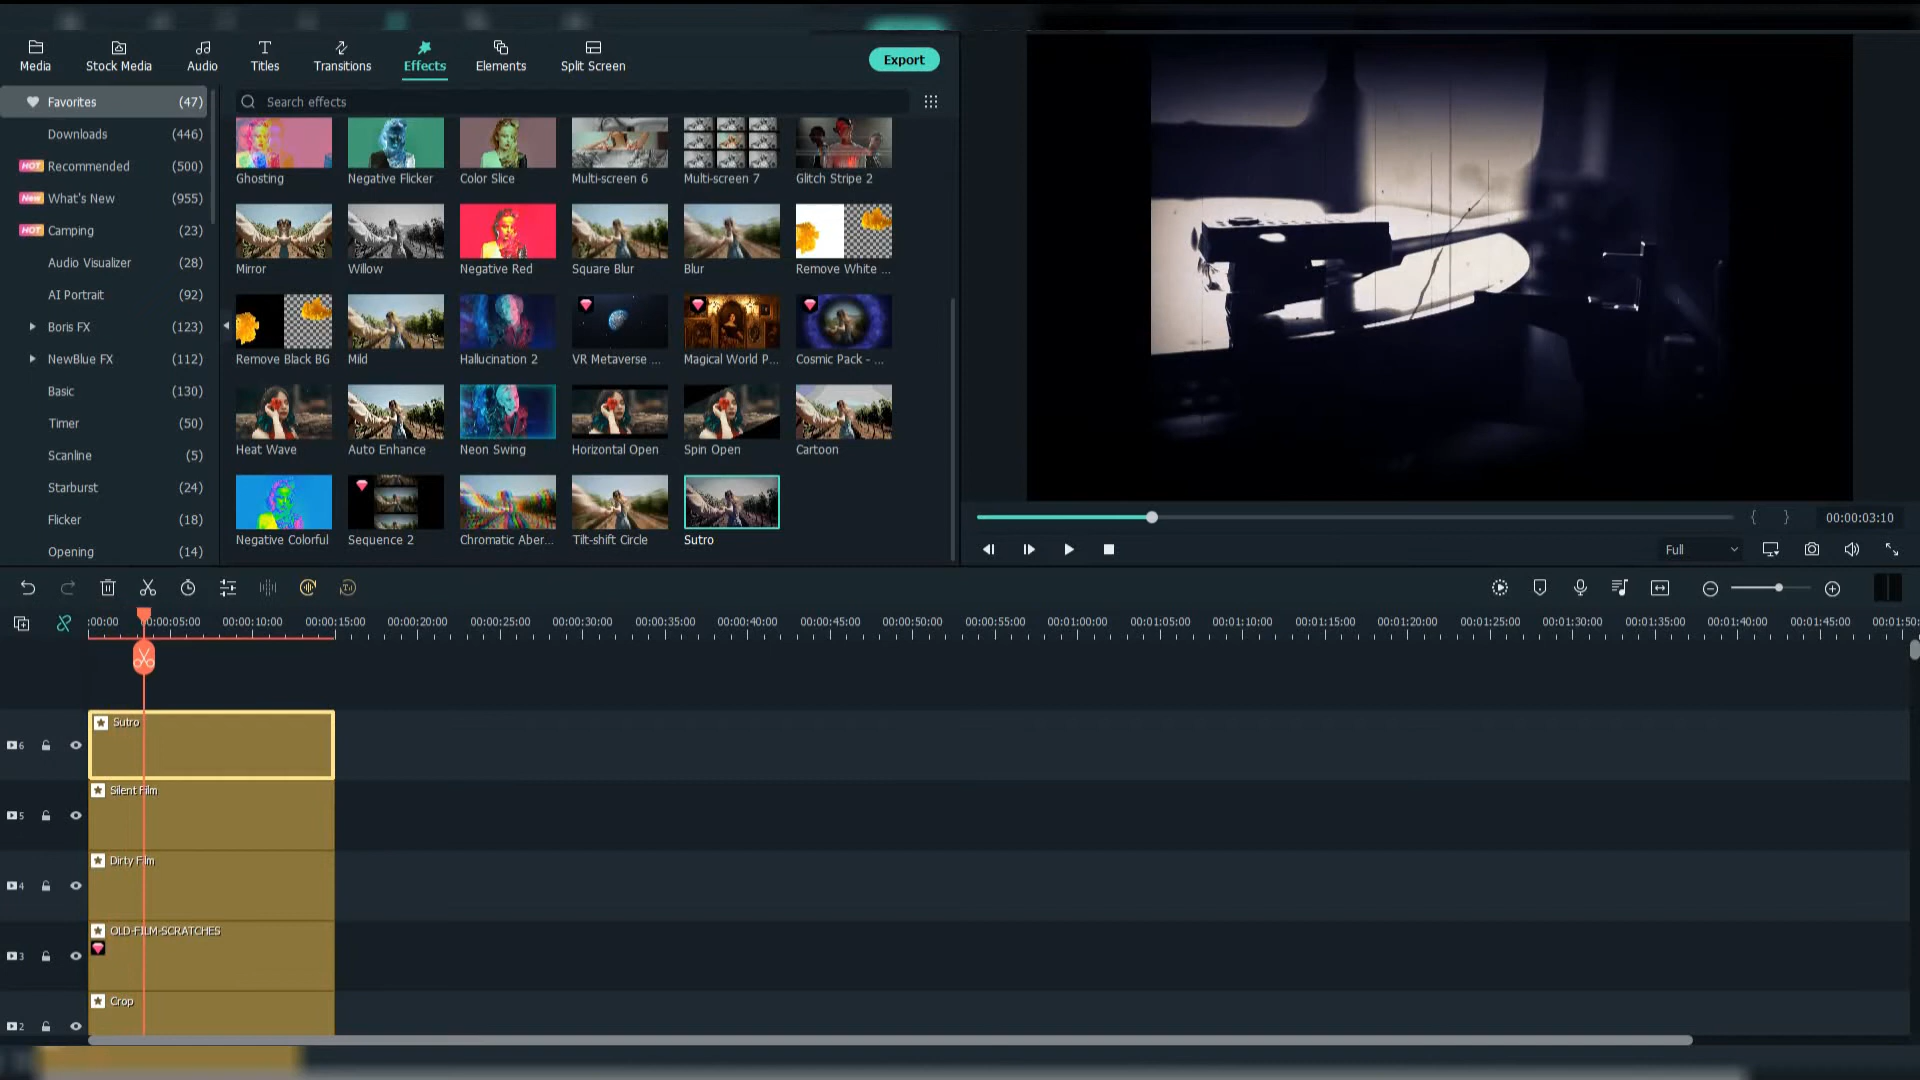 Media Stock Media Audio Titles Transitions Effects Elements Split Screen Export
Favorites (47) Search effects
Downloads (446)
HOT Recommended (500)
New What's New (955)
HOT Camping (23)
Audio Visualizer (28)
AI Portrait (92)
Boris FX (123)
NewBlue FX (112)
Basic (130)
Timer (50)
Scanline (5)
Starburst (24)
Flicker (18)
Opening (14)
Ghosting Negative Flicker Color Slice Multi-screen 6 Multi-screen 7 Glitch Stripe 2
Mirror Willow Negative Red Square Blur Blur Remove White ...
Remove Black BG Mild Hallucination 2 VR Metaverse ... Magical World P... Cosmic Pack - ...
Heat Wave Auto Enhance Neon Swing Horizontal Open Spin Open Cartoon
Negative Colorful Sequence 2 Chromatic Aber... Tilt-shift Circle Sutro
{ } 00:00:03:10
Full
:00:00 00:00:05:00 00:00:10:00 00:00:15:00 00:00:20:00 00:00:25:00 00:00:30:00 00:00:35:00 00:00:40:00 00:00:45:00 00:00:50:00 00:00:55:00 00:01:00:00 00:01:05:00 00:01:10:00 00:01:15:00 00:01:20:00 00:01:25:00 00:01:30:00 00:01:35:00 00:01:40:00 00:01:45:00 00:01:50:
Sutro
6
Silent Film
5
Dirty Film
4
OLD-FILM-SCRATCHES
3
Crop
2